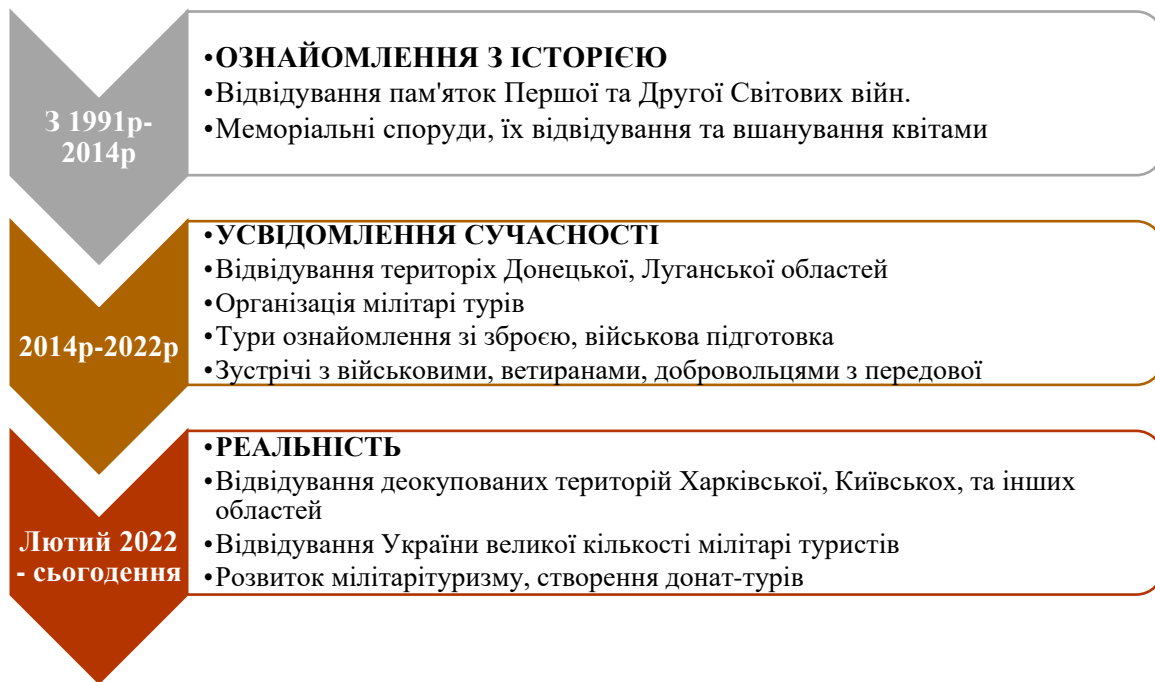 З 1991р-
2014р
•ОЗНАЙОМЛЕННЯ З ІСТОРІЄЮ
•Відвідування пам'яток Першої та Другої Світових війн.
•Меморіальні споруди, їх відвідування та вшанування квітами
2014р-2022р
•УСВІДОМЛЕННЯ СУЧАСНОСТІ
•Відвідування територіх Донецької, Луганської областей
•Організація мілітарі турів
•Тури ознайомлення зі зброєю, військова підготовка
•Зустрічі з військовими, ветиранами, добровольцями з передової
Лютий 2022
- сьогодення
•РЕАЛЬНІСТЬ
•Відвідування деокупованих територій Харківської, Київськох, та інших
областей
•Відвідування України великої кількості мілітарі туристів
•Розвиток мілітарітуризму, створення донат-турів